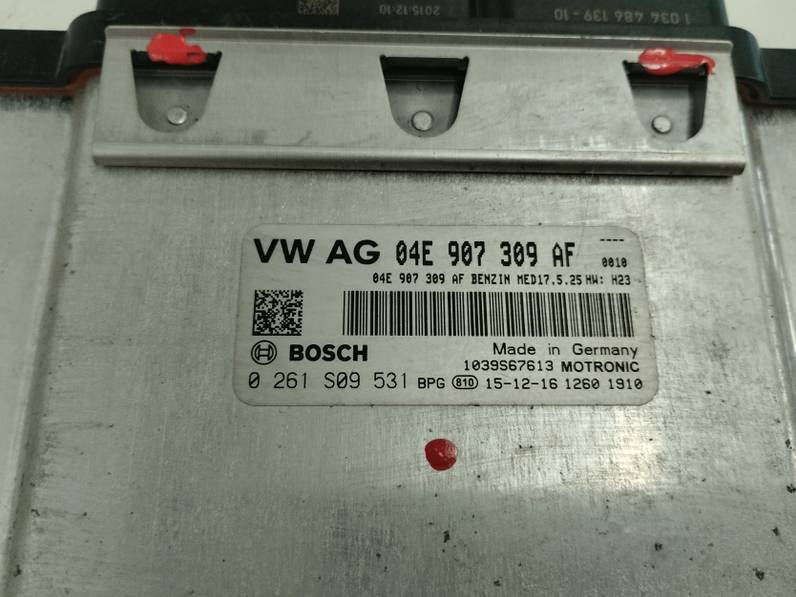 2015-12-10
1 034 486 139-10
VW AG 04E 907 309 AF ----
0010
04E 907 309 AF BENZIN MED17.5.25 HW: H23
BOSCH
Made in Germany
1039S67613 MOTRONIC
0 261 S09 531 BPG 810 15-12-16 1260 1910